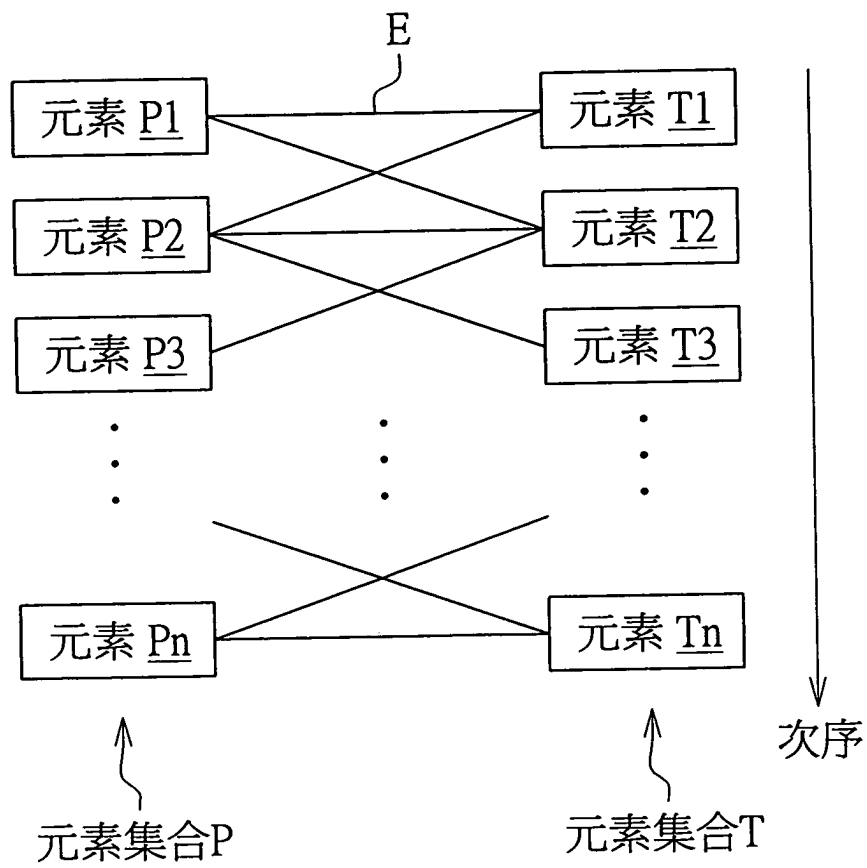 E
元素 P1
元素 T1
元素 P2
元素 T2
元素 P3
元素 T3
元素 Pn
元素 Tn
次序
元素集合P
元素集合T